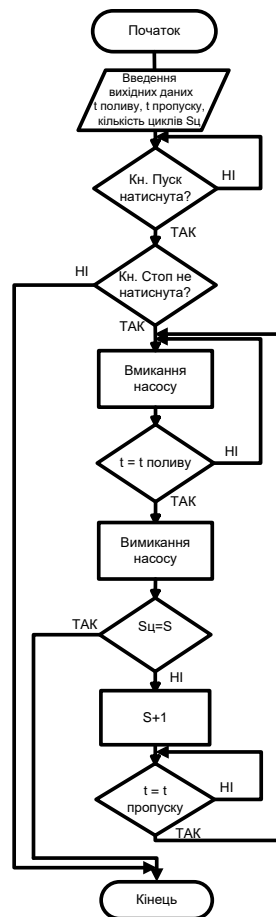 Початок
Введення
вихідних даних
t поливу, t пропуску,
кількість циклів Sц
Кн. Пуск
натиснута?
НІ
ТАК
НІ
Кн. Стоп не
натиснута?
ТАК
Вмикання
насосу
t = t поливу
НІ
ТАК
Вимикання
насосу
ТАК
Sц=S
НІ
S+1
t = t
пропуску
НІ
ТАК
Кінець